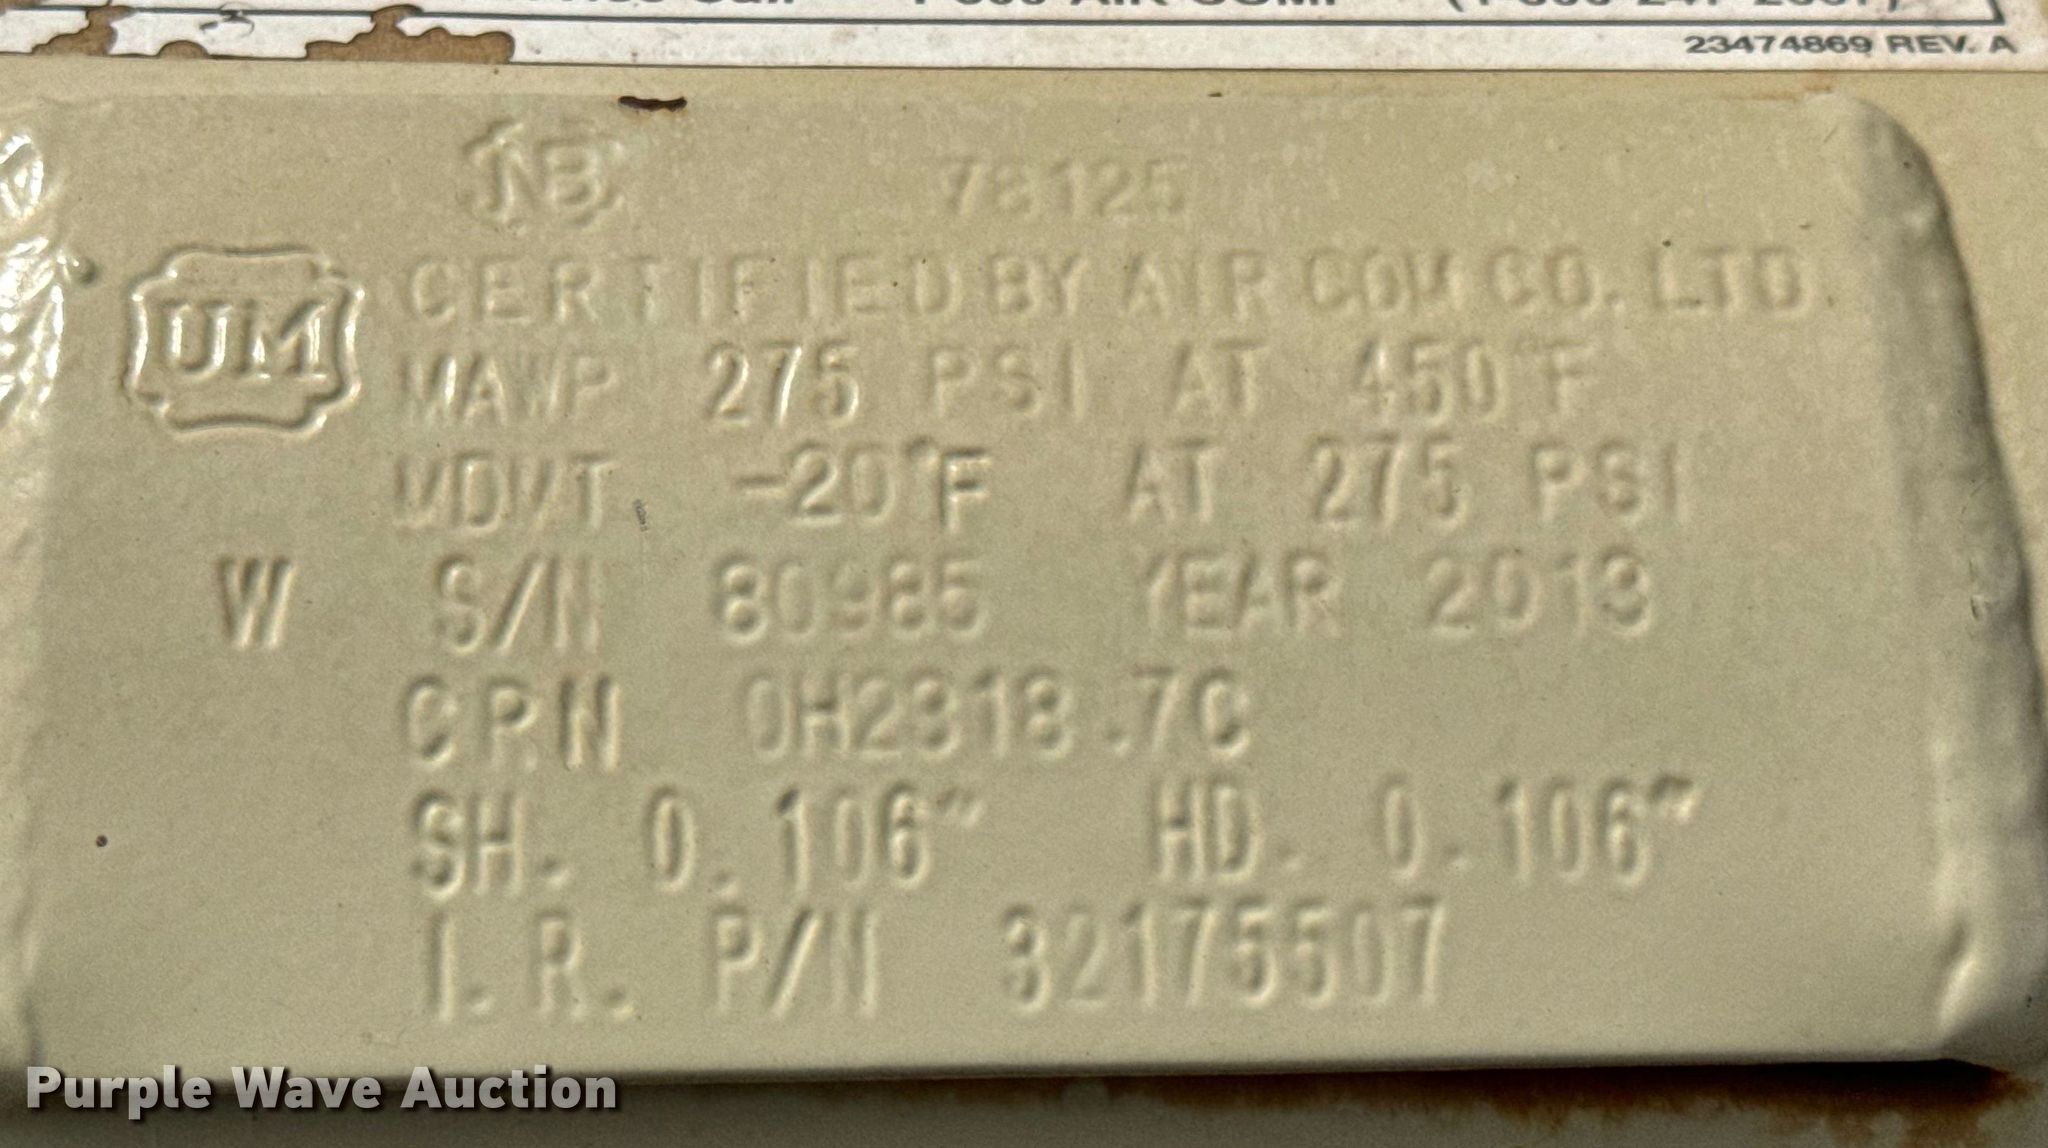 23474869 REV. A
NB 78125
UM
CERTIFIED BY AIR COM CO. LTD
MAWP 275 PSI AT 450°F
MDMT -20°F AT 275 PSI
W S/N 80985 YEAR 2013
CRN 0H2318.7C
SH. 0.106" HD. 0.106"
I.R. P/N 32175507
Purple Wave Auction